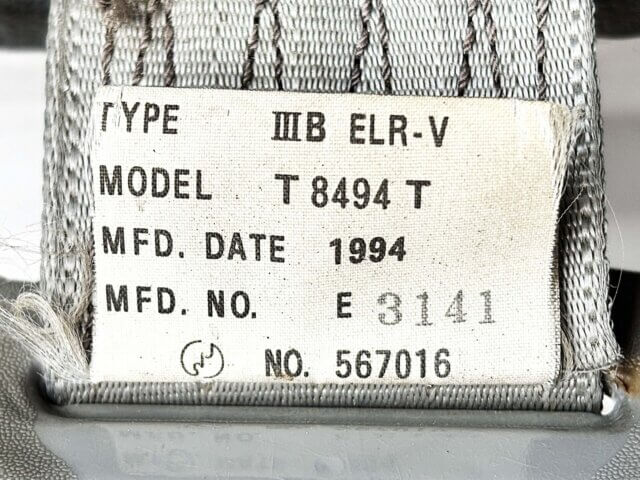 TYPE ⅢB ELR-V
MODEL T 8494 T
MFD. DATE 1994
MFD. NO. E 3141
NO. 567016